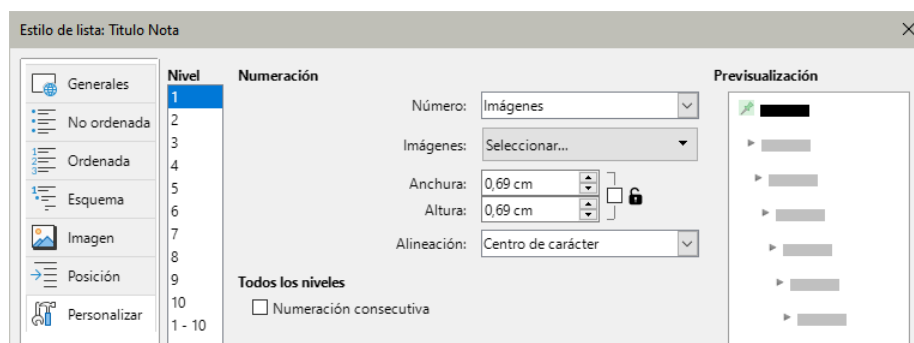 Estilo de lista: Titulo Nota
Generales
No ordenada
Ordenada
Esquema
Imagen
Posición
Personalizar
Nivel
1
2
3
4
5
6
7
8
9
10
1 - 10
Numeración
Número: Imágenes
Imágenes: Seleccionar...
Anchura: 0,69 cm
Altura: 0,69 cm
Alineación: Centro de carácter
Todos los niveles
Numeración consecutiva
Previsualización